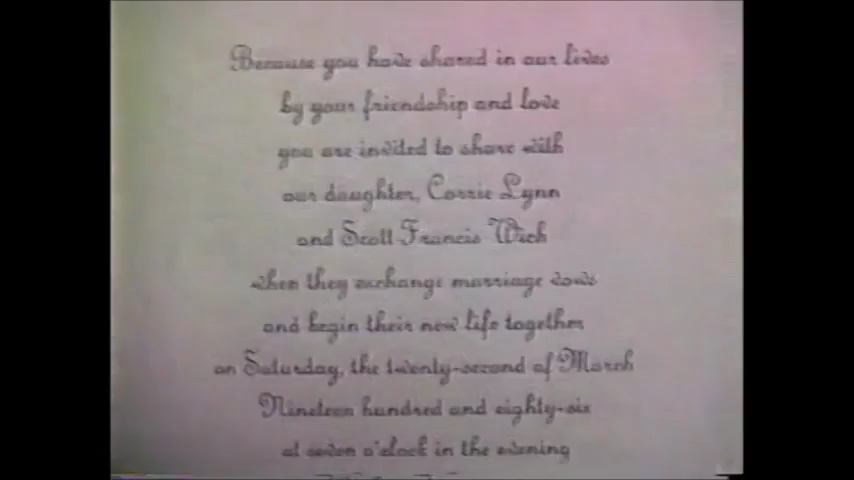 Because you have shared in our lives
by your friendship and love
you are invited to share with
our daughter, Corrie Lynn
and Scott Francis Wich
when they exchange marriage vows
and begin their new life together
on Saturday, the twenty-second of March
Nineteen hundred and eighty-six
at seven o'clock in the evening